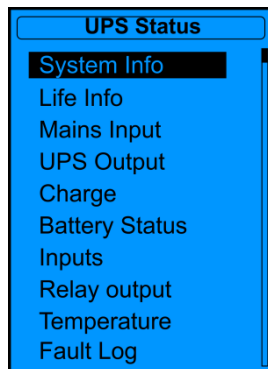 UPS Status
System Info
Life Info
Mains Input
UPS Output
Charge
Battery Status
Inputs
Relay output
Temperature
Fault Log